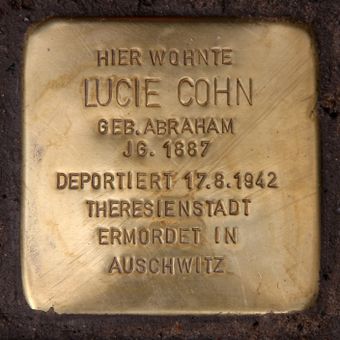 HIER WOHNTE
LUCIE COHN
GEB. ABRAHAM
JG. 1887
DEPORTIERT 17.8.1942
THERESIENSTADT
ERMORDET IN
AUSCHWITZ